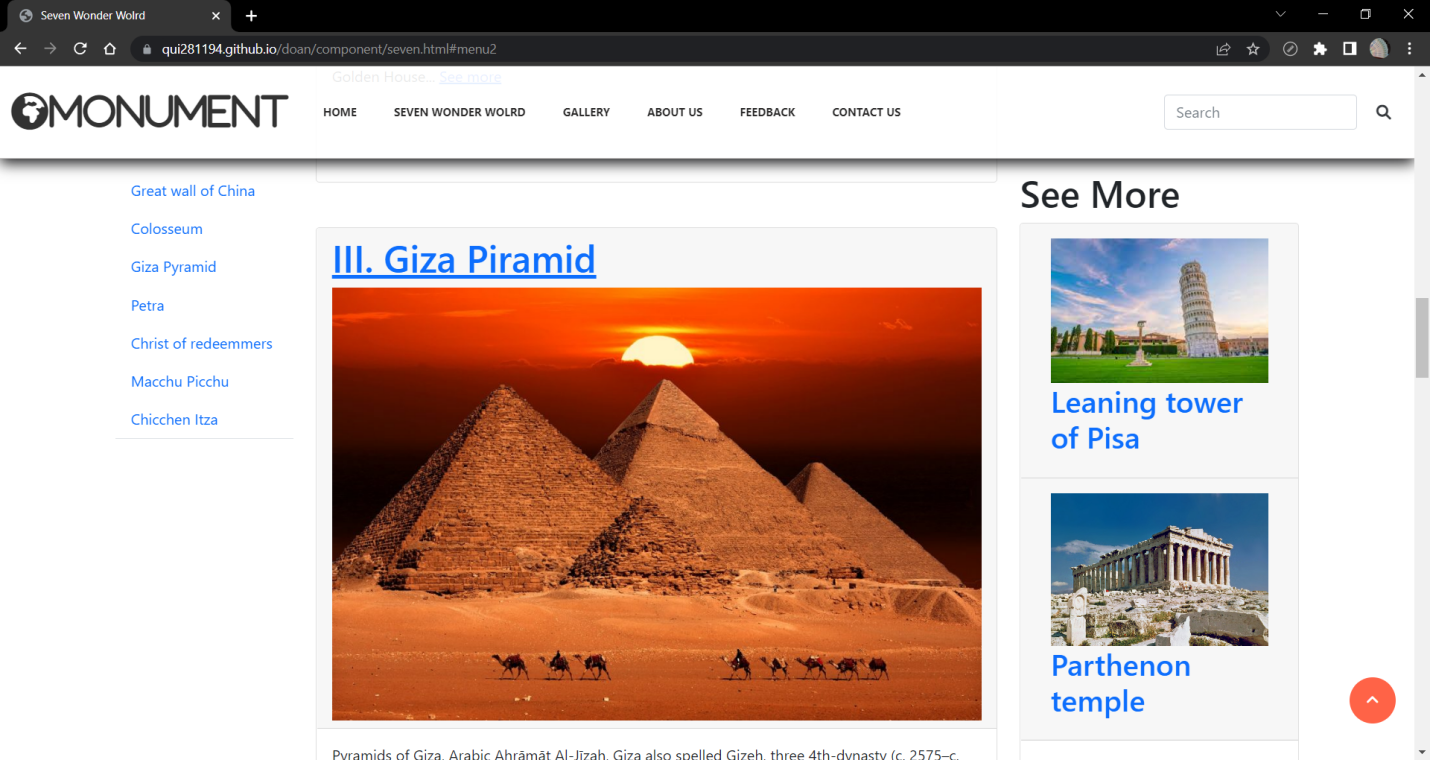 Seven Wonder Wolrd
qui281194.github.io/doan/component/seven.html#menu2
Golden House... See more
MONUMENT
HOME
SEVEN WONDER WOLRD
GALLERY
ABOUT US
FEEDBACK
CONTACT US
Search
Great wall of China
Colosseum
Giza Pyramid
Petra
Christ of redeemmers
Macchu Picchu
Chicchen Itza
III. Giza Piramid
Pyramids of Giza, Arabic Ahrāmāt Al-Jīzah, Giza also spelled Gizeh, three 4th-dynasty (c. 2575–c.
See More
Leaning tower
of Pisa
Parthenon
temple